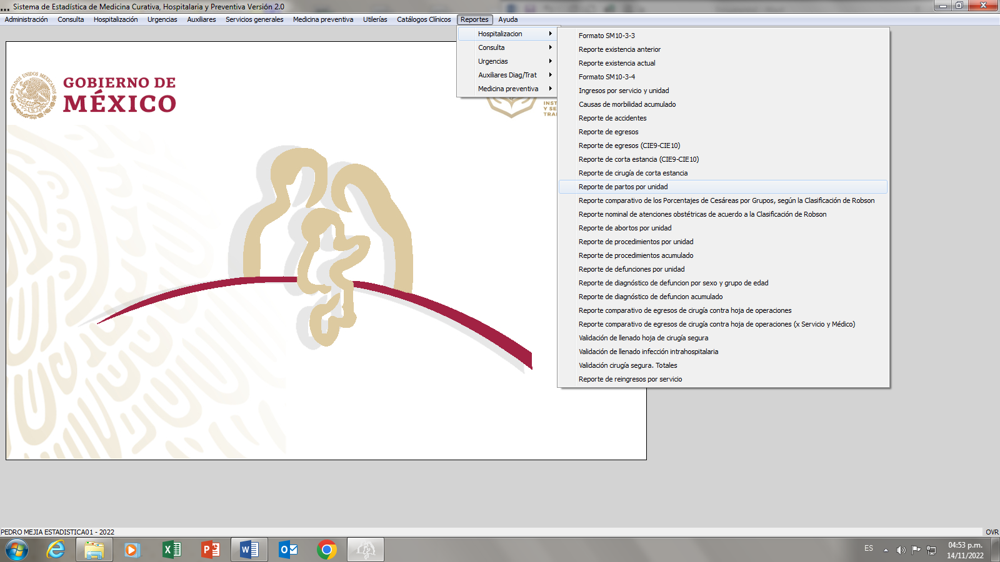 Sistema de Estadística de Medicina Curativa, Hospitalaria y Preventiva Versión 2.0
Administración Consulta Hospitalización Urgencias Auxiliares Servicios generales Medicina preventiva Utilerías Catálogos Clínicos Reportes Ayuda
Hospitalizacion
Consulta
Urgencias
Auxiliares Diag/Trat
Medicina preventiva
Formato SM10-3-3
Reporte existencia anterior
Reporte existencia actual
Formato SM10-3-4
Ingresos por servicio y unidad
Causas de morbilidad acumulado
Reporte de accidentes
Reporte de egresos
Reporte de egresos (CIE9-CIE10)
Reporte de corta estancia (CIE9-CIE10)
Reporte de cirugía de corta estancia
Reporte de partos por unidad
Reporte comparativo de los Porcentajes de Cesáreas por Grupos, según la Clasificación de Robson
Reporte nominal de atenciones obstétricas de acuerdo a la Clasificación de Robson
Reporte de abortos por unidad
Reporte de procedimientos por unidad
Reporte de procedimientos acumulado
Reporte de defunciones por unidad
Reporte de diagnóstico de defuncion por sexo y grupo de edad
Reporte de diagnóstico de defuncion acumulado
Reporte comparativo de egresos de cirugía contra hoja de operaciones
Reporte comparativo de egresos de cirugía contra hoja de operaciones (x Servicio y Médico)
Validación de llenado hoja de cirugía segura
Validación de llenado infección intrahospitalaria
Validación cirugía segura. Totales
Reporte de reingresos por servicio
ESTADOS UNIDOS MEXICANOS
GOBIERNO DE
MÉXICO
INST
Y SE
TRA
PEDRO MEJIA ESTADISTICA01 - 2022
OVR
ES
04:53 p.m.
14/11/2022